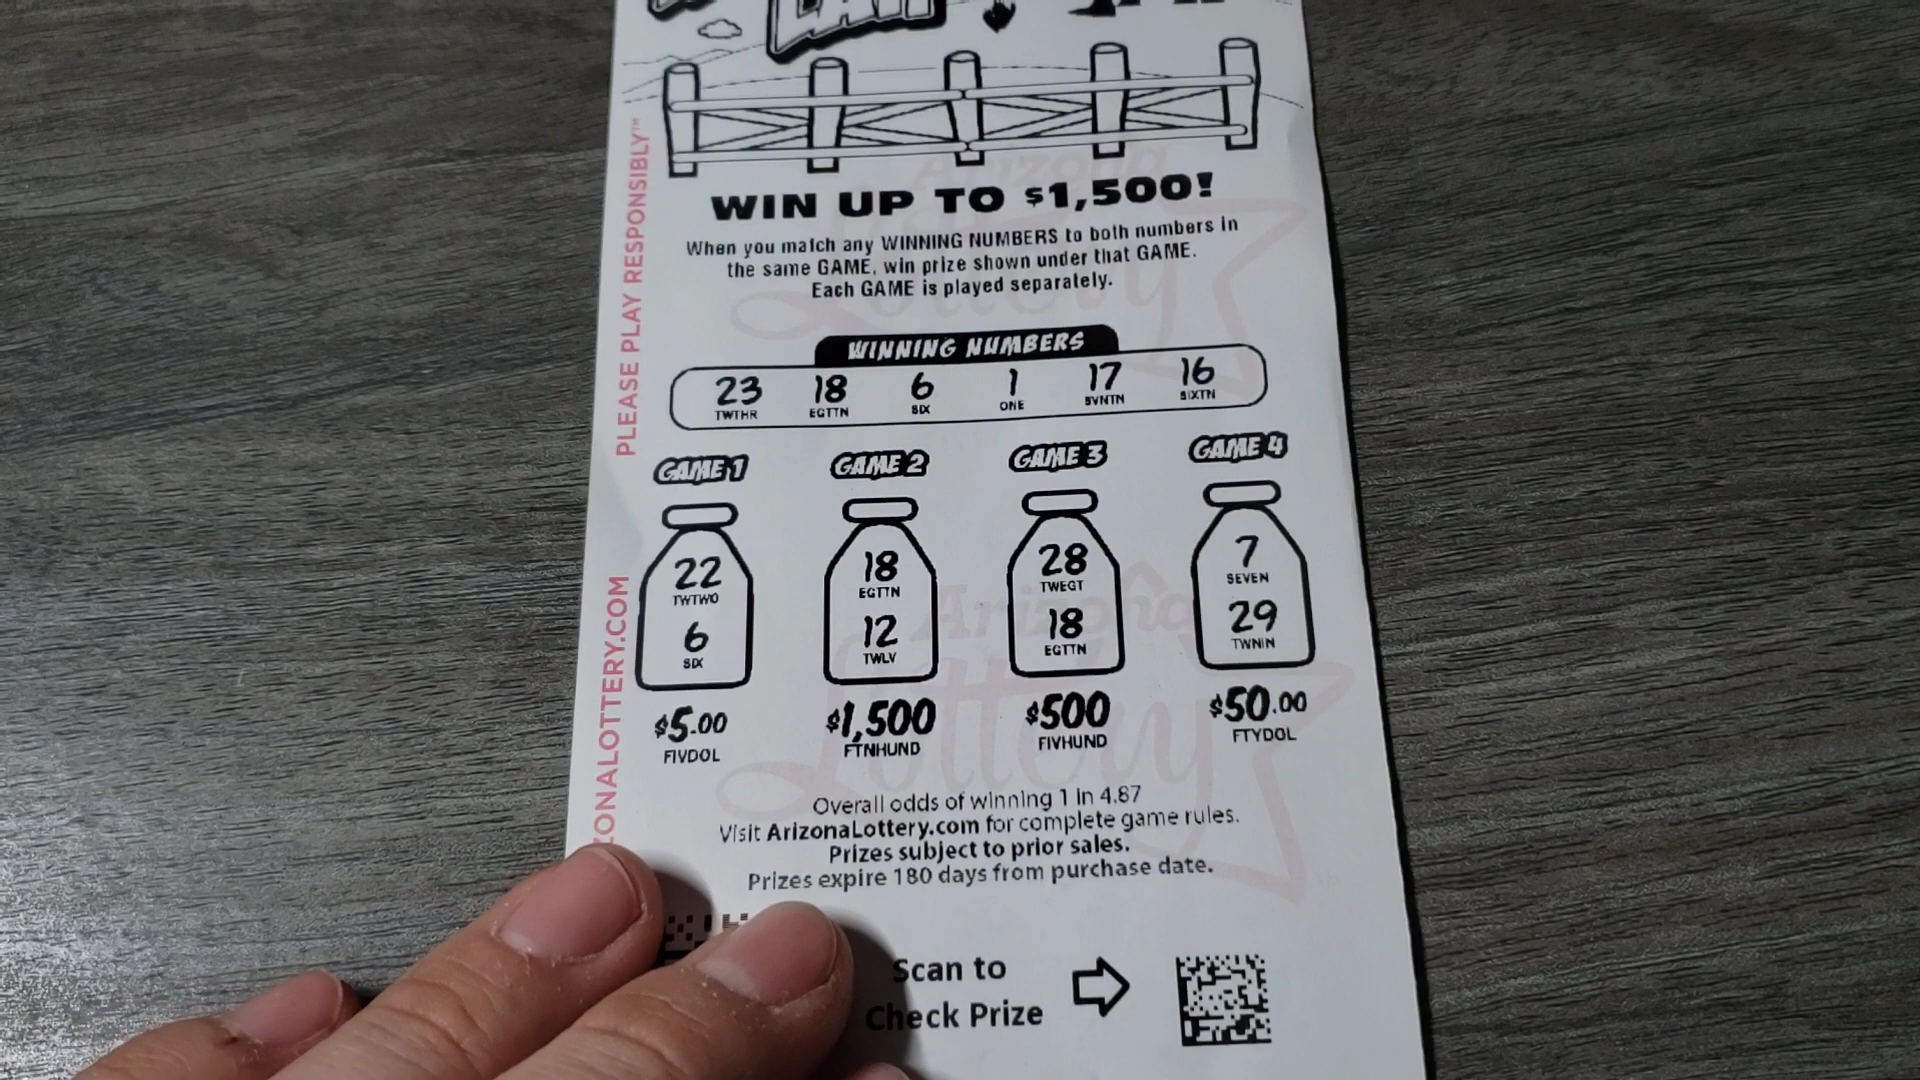 WIN UP TO $1,500!
When you match any WINNING NUMBERS to both numbers in
the same GAME, win prize shown under that GAME.
Each GAME is played separately.
WINNING NUMBERS
23 18 6 1 17 16
TWTHR EGTTN SIX ONE SVNTN SIXTN
GAME 1 GAME 2 GAME 3 GAME 4
22 18 28 7
TWTWO EGTTN TWEGT SEVEN
6 12 18 29
SIX TWLV EGTTN TWNIN
$5.00 $1,500 $500 $50.00
FIVDOL FTNHUND FIVHUND FTYDOL
Overall odds of winning 1 in 4.87
Visit ArizonaLottery.com for complete game rules.
Prizes subject to prior sales.
Prizes expire 180 days from purchase date.
Scan to
Check Prize
PLEASE PLAY RESPONSIBLY™
ZONALOTTERY.COM
Arizona
Lottery
Arizona
Lottery